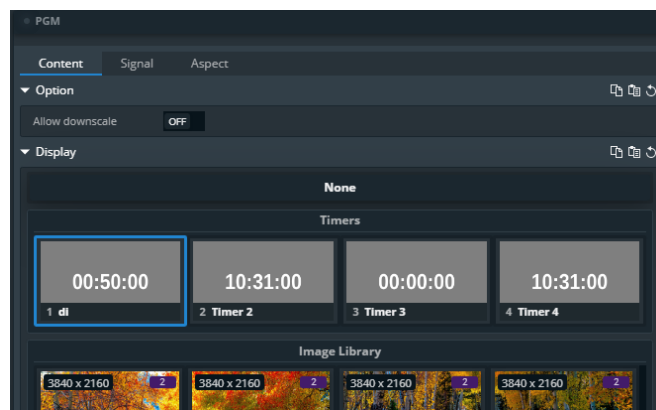 PGM
Content Signal Aspect
Option
Allow downscale OFF
Display
None
Timers
00:50:00 10:31:00 00:00:00 10:31:00
1 di 2 Timer 2 3 Timer 3 4 Timer 4
Image Library
3840 x 2160 2 3840 x 2160 2 3840 x 2160 2 3840 x 2160 2